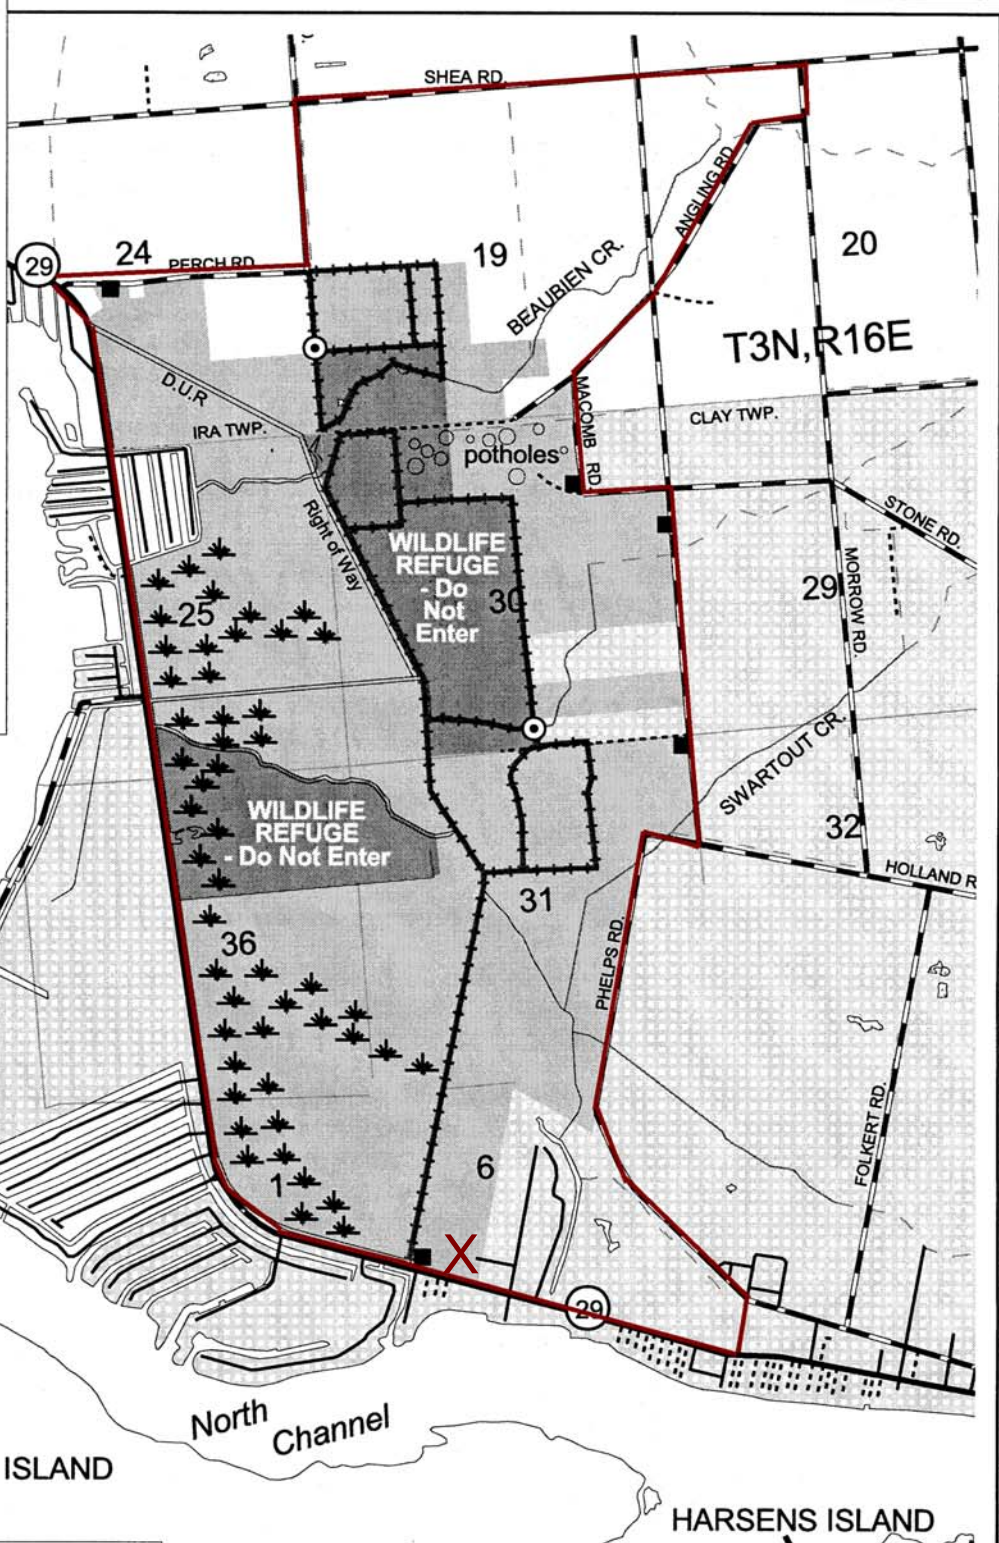 SHEA RD.
24
PERCH RD.
29
19
ANGLING RD.
20
BEAUBIEN CR.
T3N,R16E
D.U.R
IRA TWP.
MACOMB RD.
CLAY TWP.
potholes
Right of Way
WILDLIFE
REFUGE
- Do
Not
Enter
30
STONE RD.
25
29
MORROW RD.
SWARTOUT CR.
WILDLIFE
REFUGE
- Do Not Enter
32
HOLLAND R
31
36
PHELPS RD.
FOLKERT RD.
6
1
X
29
North
Channel
ISLAND
HARSENS ISLAND